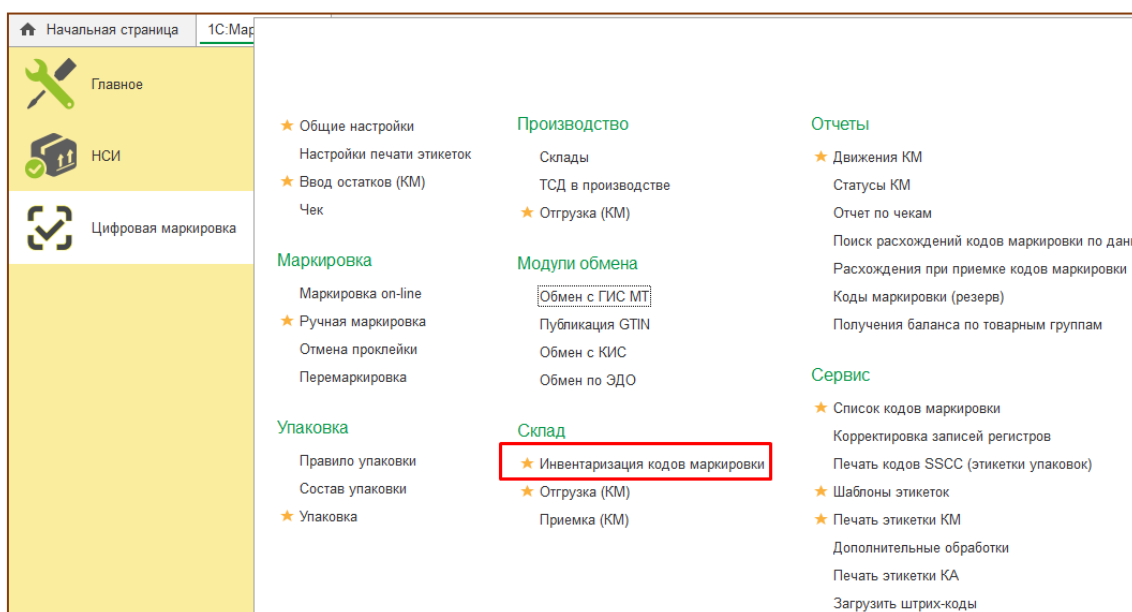 Начальная страница
1С:Мар
Главное
НСИ
Цифровая маркировка
Общие настройки
Настройки печати этикеток
Ввод остатков (КМ)
Чек
Маркировка
Маркировка on-line
Ручная маркировка
Отмена проклейки
Перемаркировка
Упаковка
Правило упаковки
Состав упаковки
Упаковка
Производство
Склады
ТСД в производстве
Отгрузка (КМ)
Модули обмена
Обмен с ГИС МТ
Публикация GTIN
Обмен с КИС
Обмен по ЭДО
Склад
Инвентаризация кодов маркировки
Отгрузка (КМ)
Приемка (КМ)
Отчеты
Движения КМ
Статусы КМ
Отчет по чекам
Поиск расхождений кодов маркировки по дан
Расхождения при приемке кодов маркировки
Коды маркировки (резерв)
Получения баланса по товарным группам
Сервис
Список кодов маркировки
Корректировка записей регистров
Печать кодов SSCC (этикетки упаковок)
Шаблоны этикеток
Печать этикетки КМ
Дополнительные обработки
Печать этикетки КА
Загрузить штрих-коды